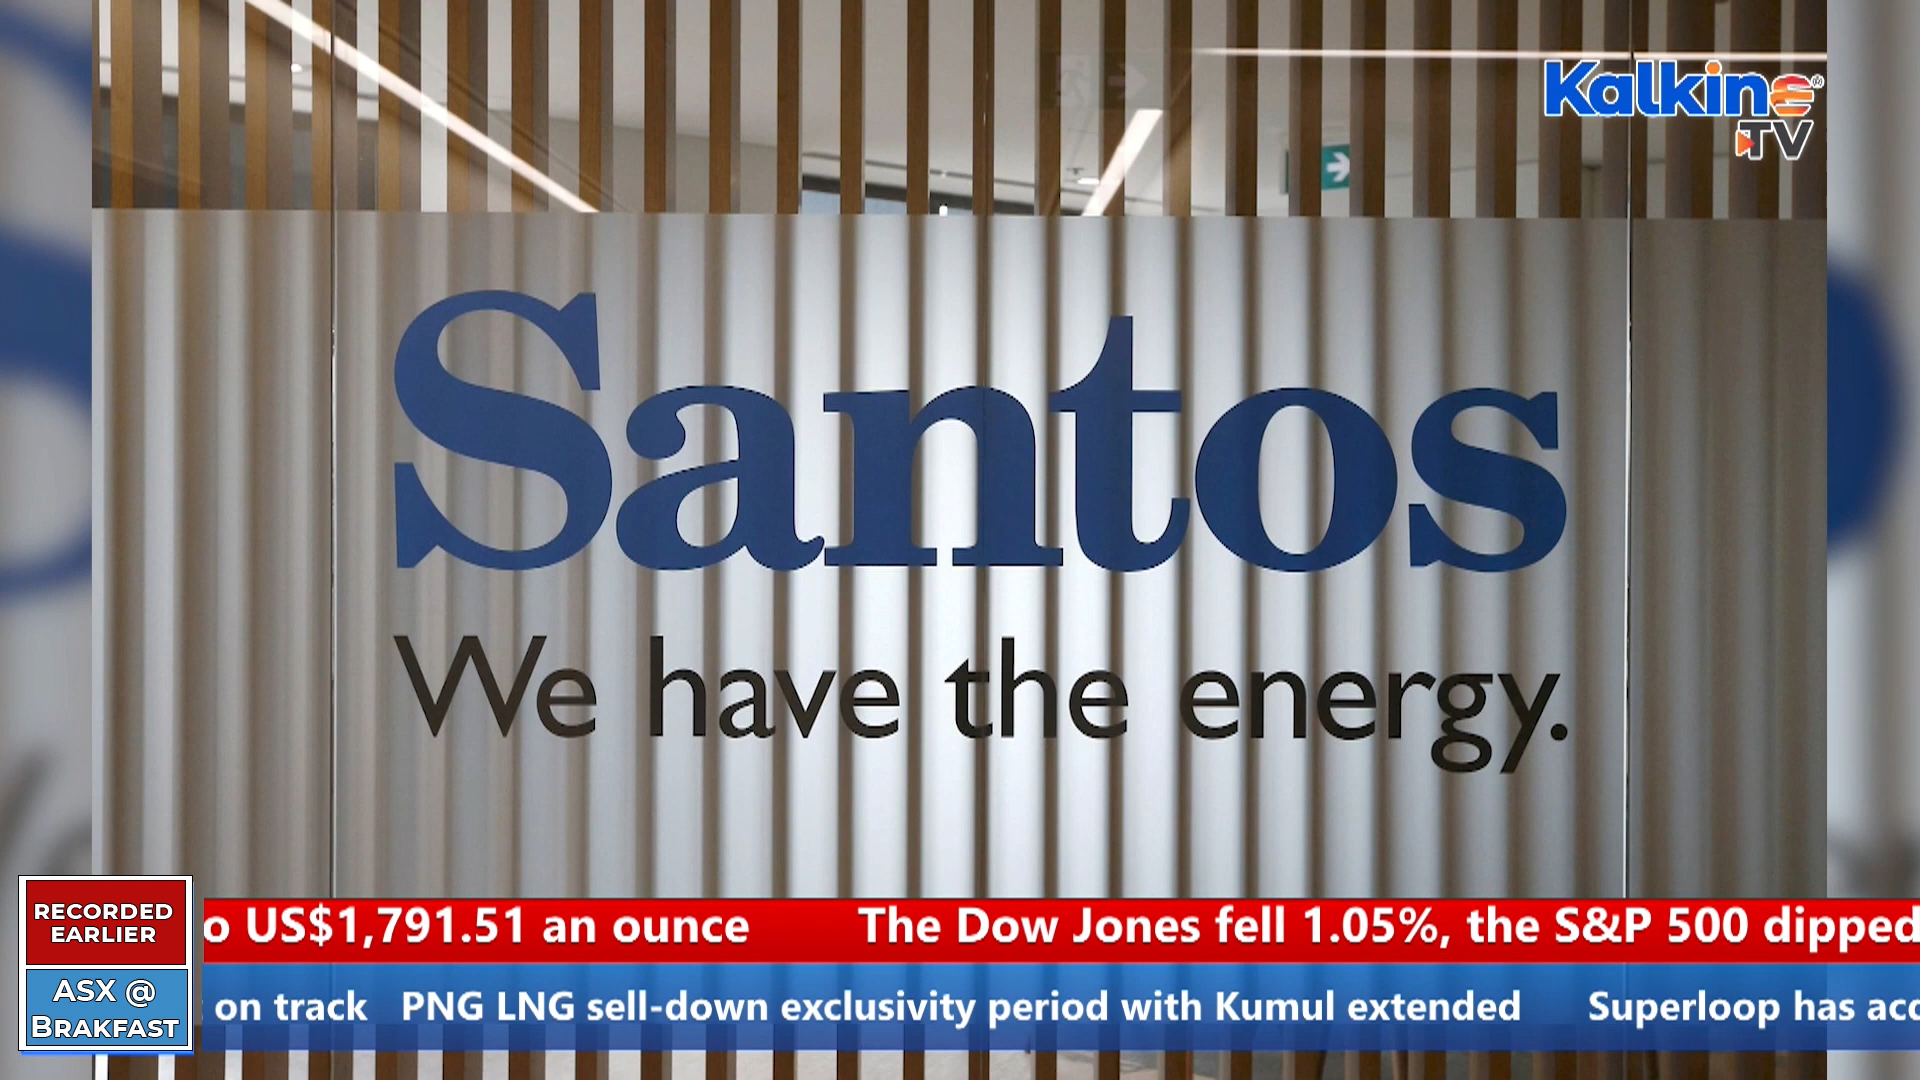 Kalkine
TV
Santos
We have the energy.
RECORDED
EARLIER
ASX @
BRAKFAST
o US$1,791.51 an ounce The Dow Jones fell 1.05%, the S&P 500 dipped
on track PNG LNG sell-down exclusivity period with Kumul extended Superloop has acc